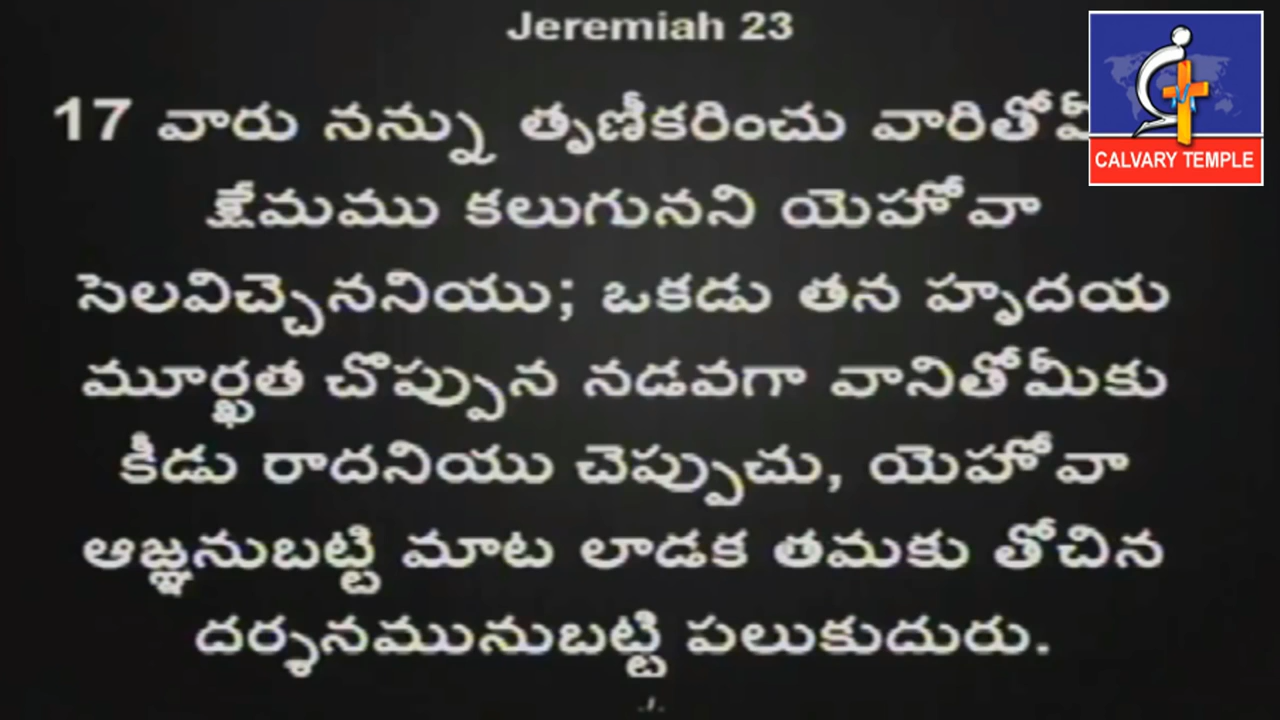 Jeremiah 23
CALVARY TEMPLE
17 వారు నన్ను తృణీకరించు
క్షేమము కలుగునని యెహోవా
సెలవిచ్చెననియు; ఒకడు తన హృదయ
మూర్ఖత చొప్పున నడవగా వానితోమీకు
కీడు రాదనియు చెప్పుచు, యెహోవా
ఆజ్ఞనుబట్టి మాట లాడక తమకు తోచిన
దర్శనమునుబట్టి పలుకుదురు.